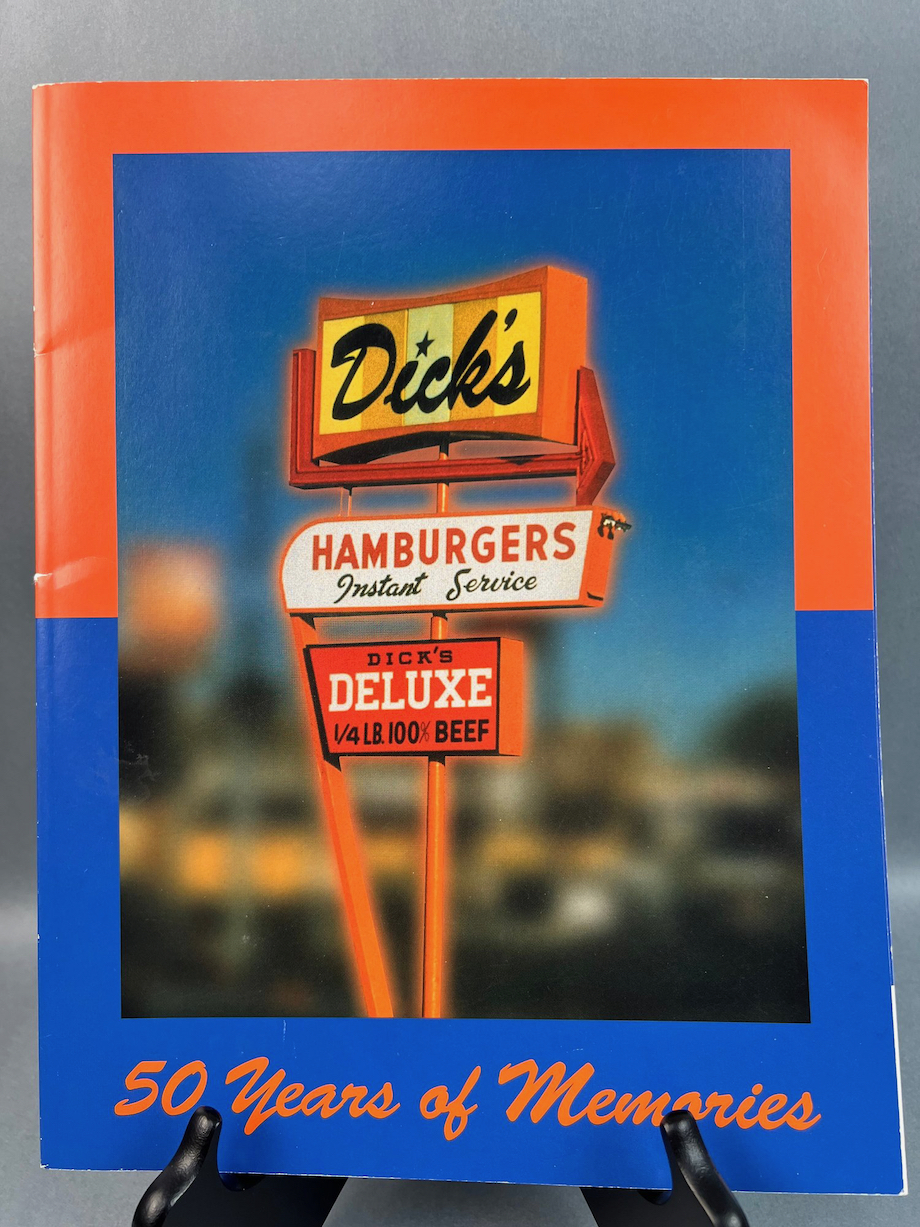 Dick's
HAMBURGERS
Instant Service
DICK'S
DELUXE
1/4 LB. 100% BEEF
50 Years of Memories